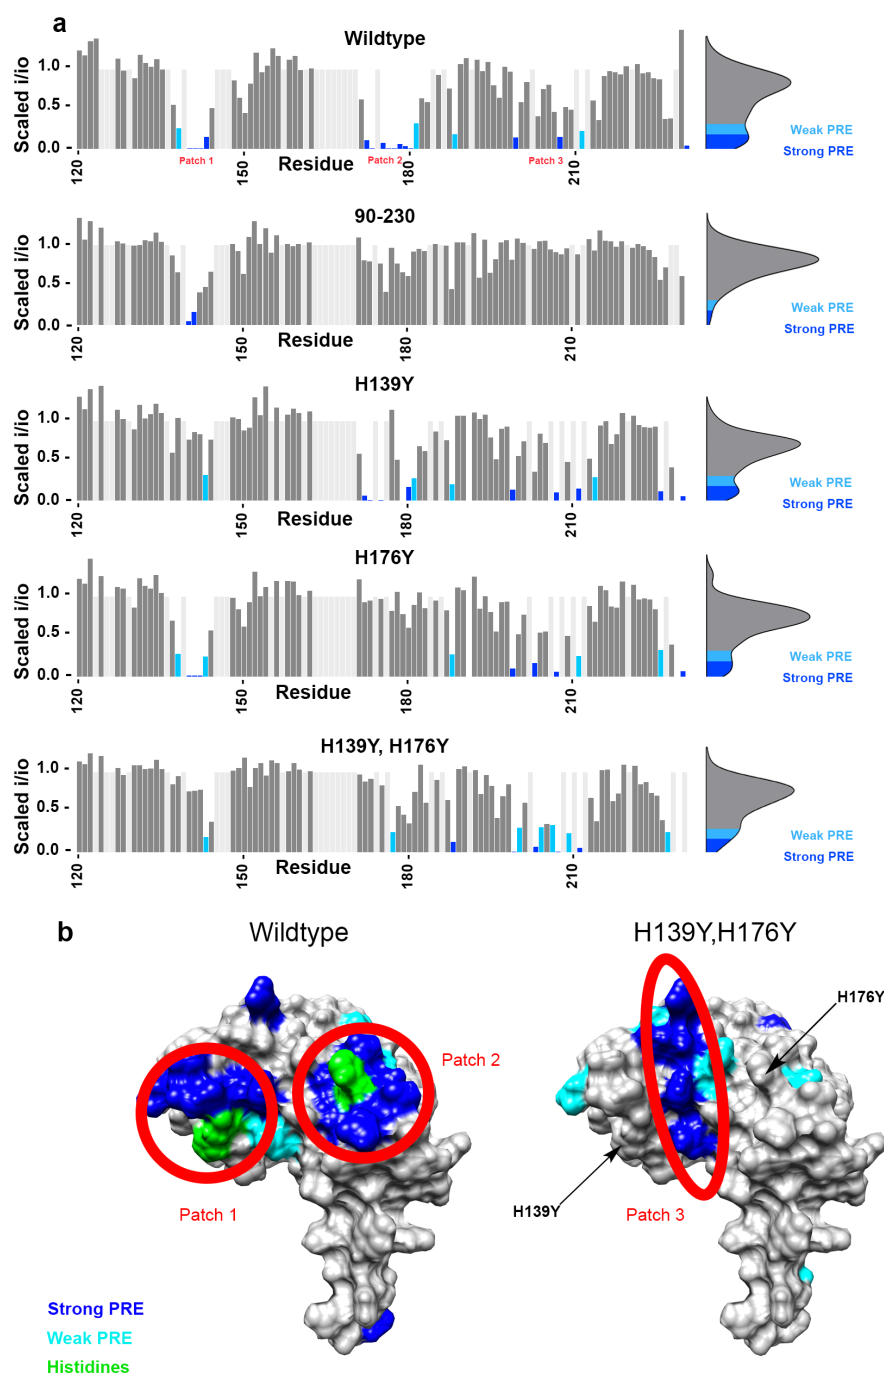 a
Wildtype
Scaled i/io
1.0
0.5
0.0
120
150
180
210
Patch 1
Patch 2
Patch 3
Residue
Weak PRE
Strong PRE
90-230
Scaled i/io
1.0
0.5
0.0
120
150
180
210
Residue
Weak PRE
Strong PRE
H139Y
Scaled i/io
1.0
0.5
0.0
120
150
180
210
Residue
Weak PRE
Strong PRE
H176Y
Scaled i/io
1.0
0.5
0.0
120
150
180
210
Residue
Weak PRE
Strong PRE
H139Y, H176Y
Scaled i/io
1.0
0.5
0.0
120
150
180
210
Residue
Weak PRE
Strong PRE
b
Wildtype
H139Y,H176Y
H176Y
Patch 2
Patch 1
H139Y
Patch 3
Strong PRE
Weak PRE
Histidines